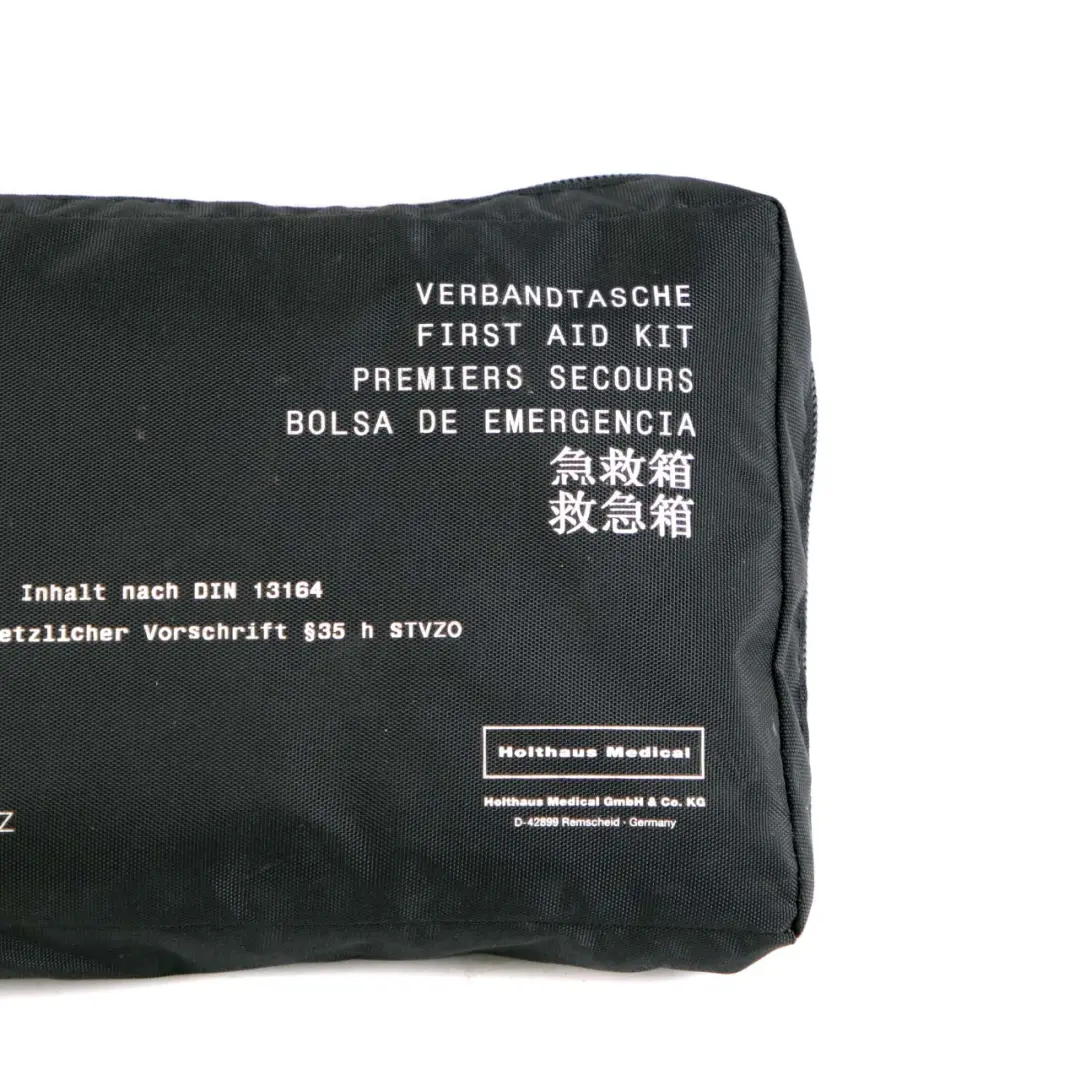 VERBANDTASCHE
FIRST AID KIT
PREMIERS SECOURS
BOLSA DE EMERGENCIA
急救箱
救急箱
Inhalt nach DIN 13164
Vorschrift §35 h STVZO
Holthaus Medical
Holthaus Medical GmbH & Co. KG
D-42899 Remscheid · Germany